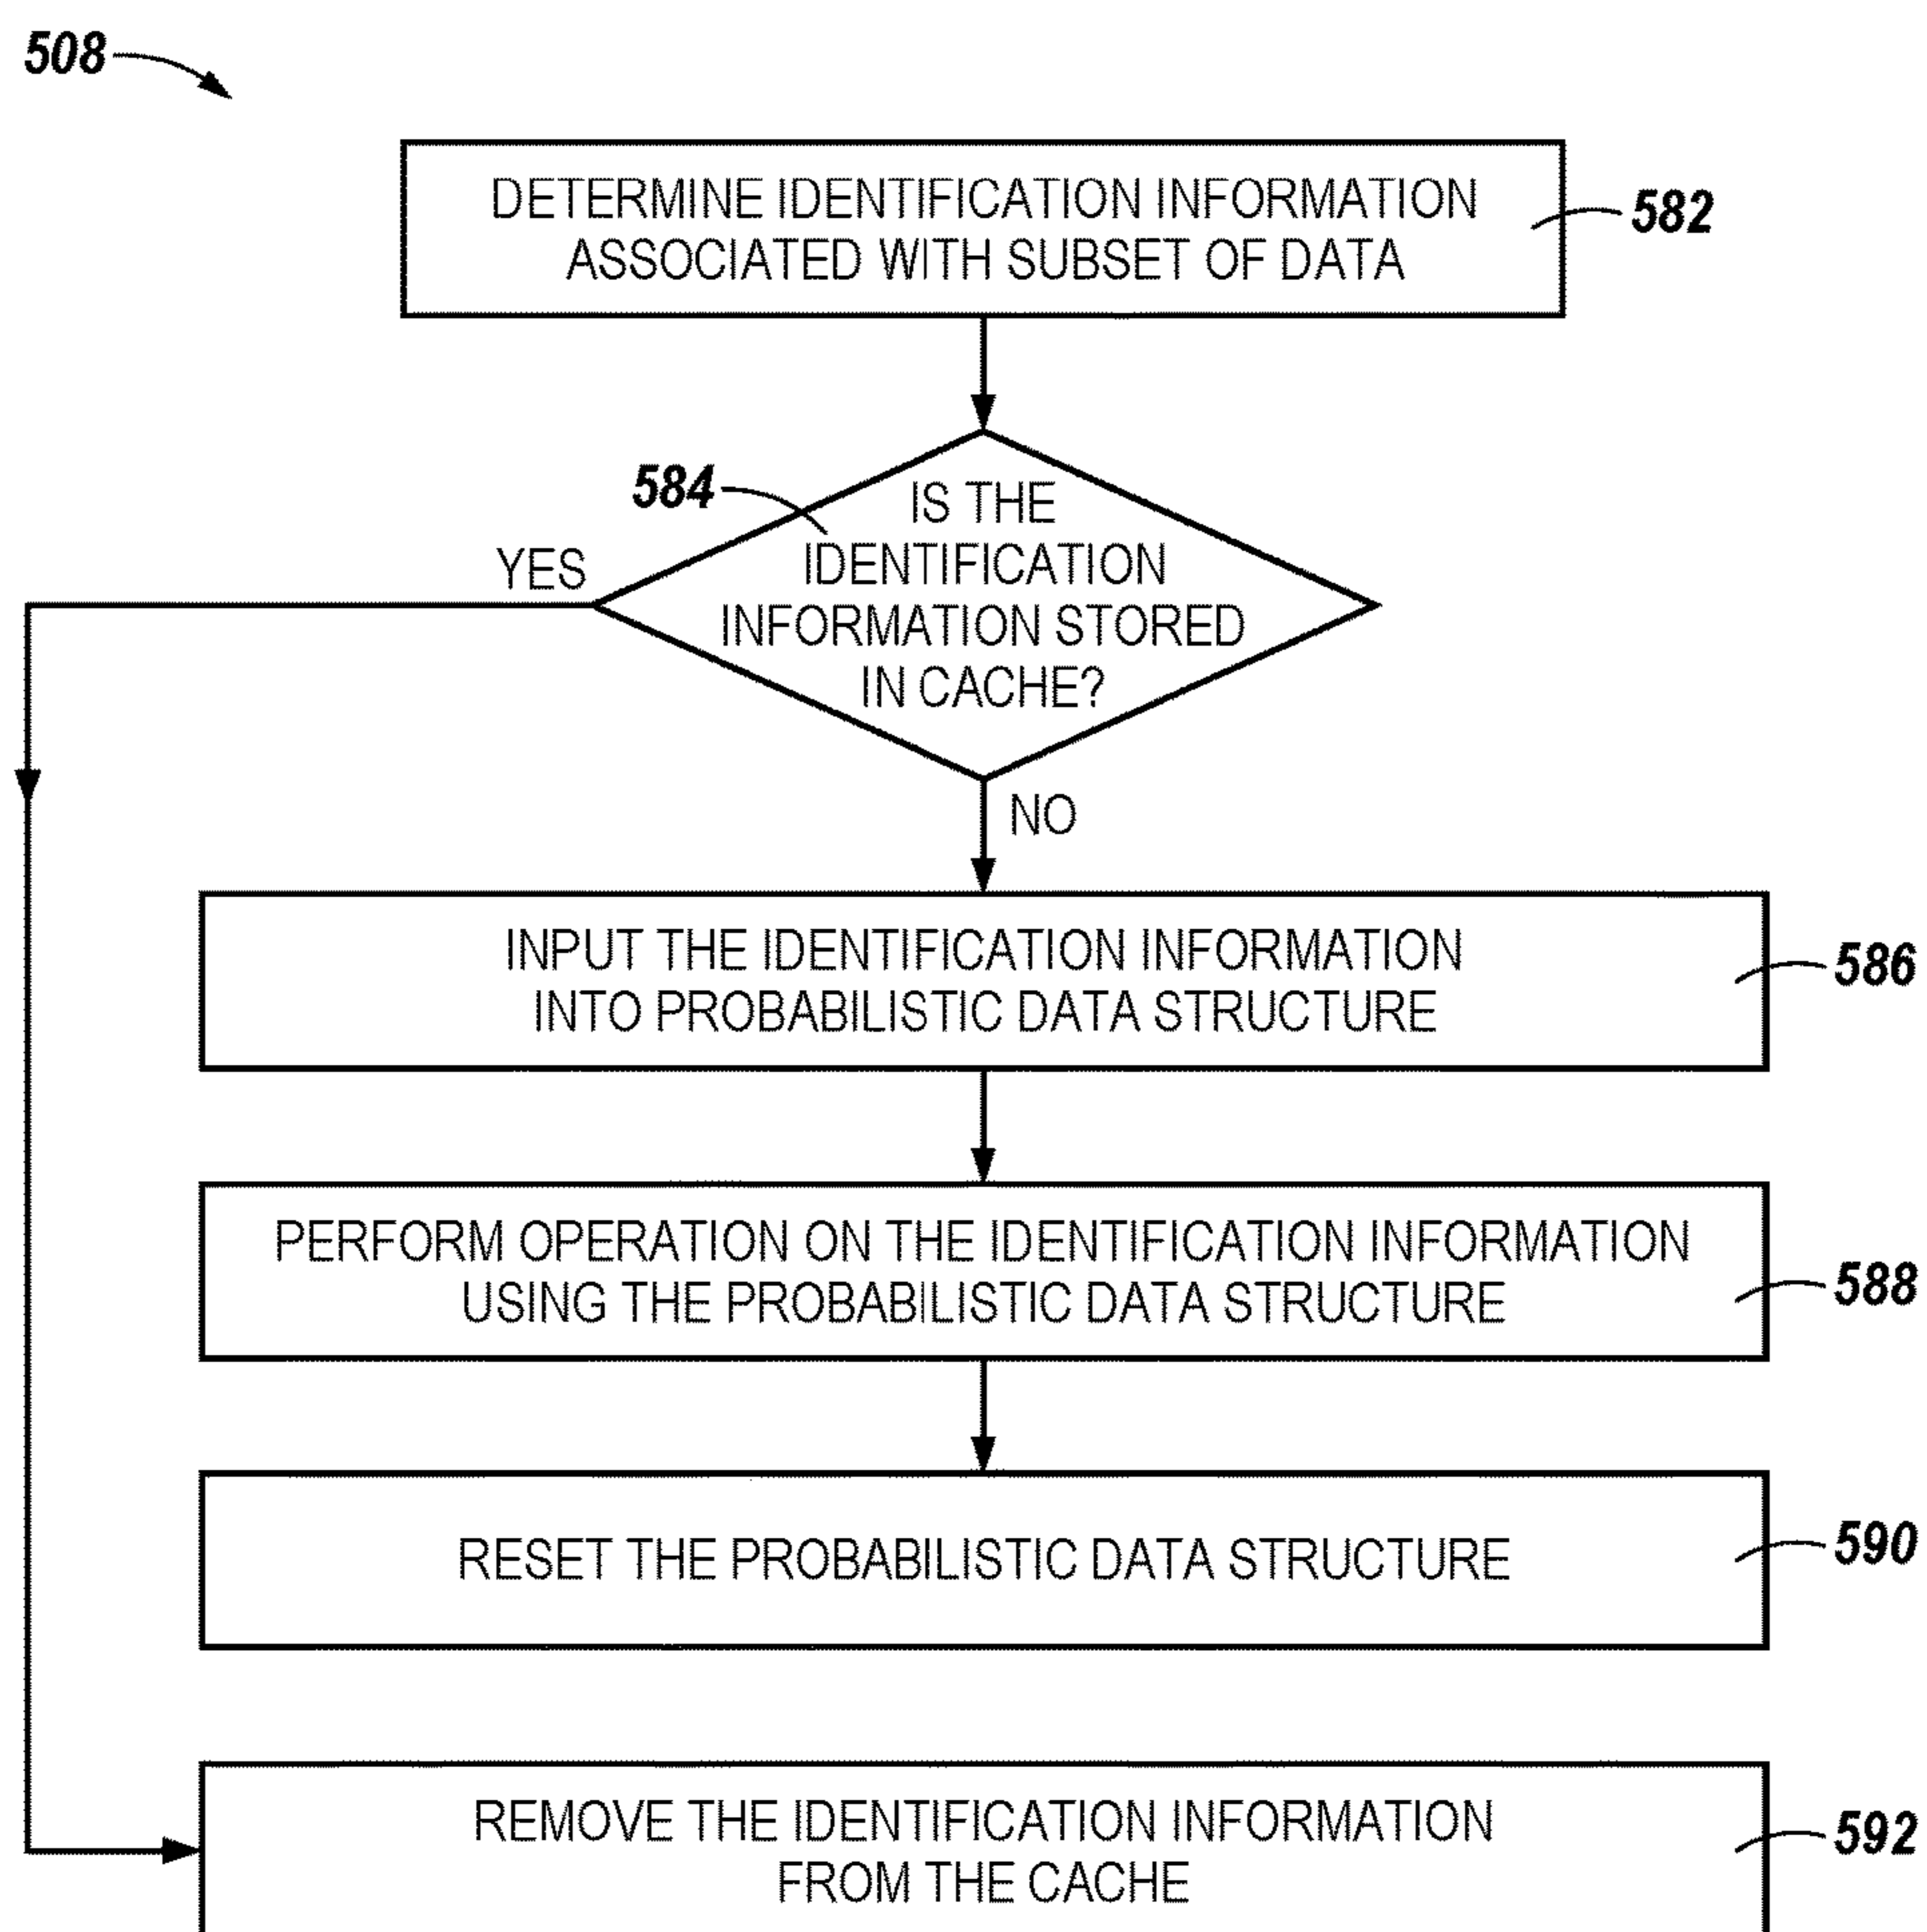 508
DETERMINE IDENTIFICATION INFORMATION
ASSOCIATED WITH SUBSET OF DATA
582
584
IS THE
IDENTIFICATION
INFORMATION STORED
IN CACHE?
YES
NO
INPUT THE IDENTIFICATION INFORMATION
INTO PROBABILISTIC DATA STRUCTURE
586
PERFORM OPERATION ON THE IDENTIFICATION INFORMATION
USING THE PROBABILISTIC DATA STRUCTURE
588
RESET THE PROBABILISTIC DATA STRUCTURE
590
REMOVE THE IDENTIFICATION INFORMATION
FROM THE CACHE
592